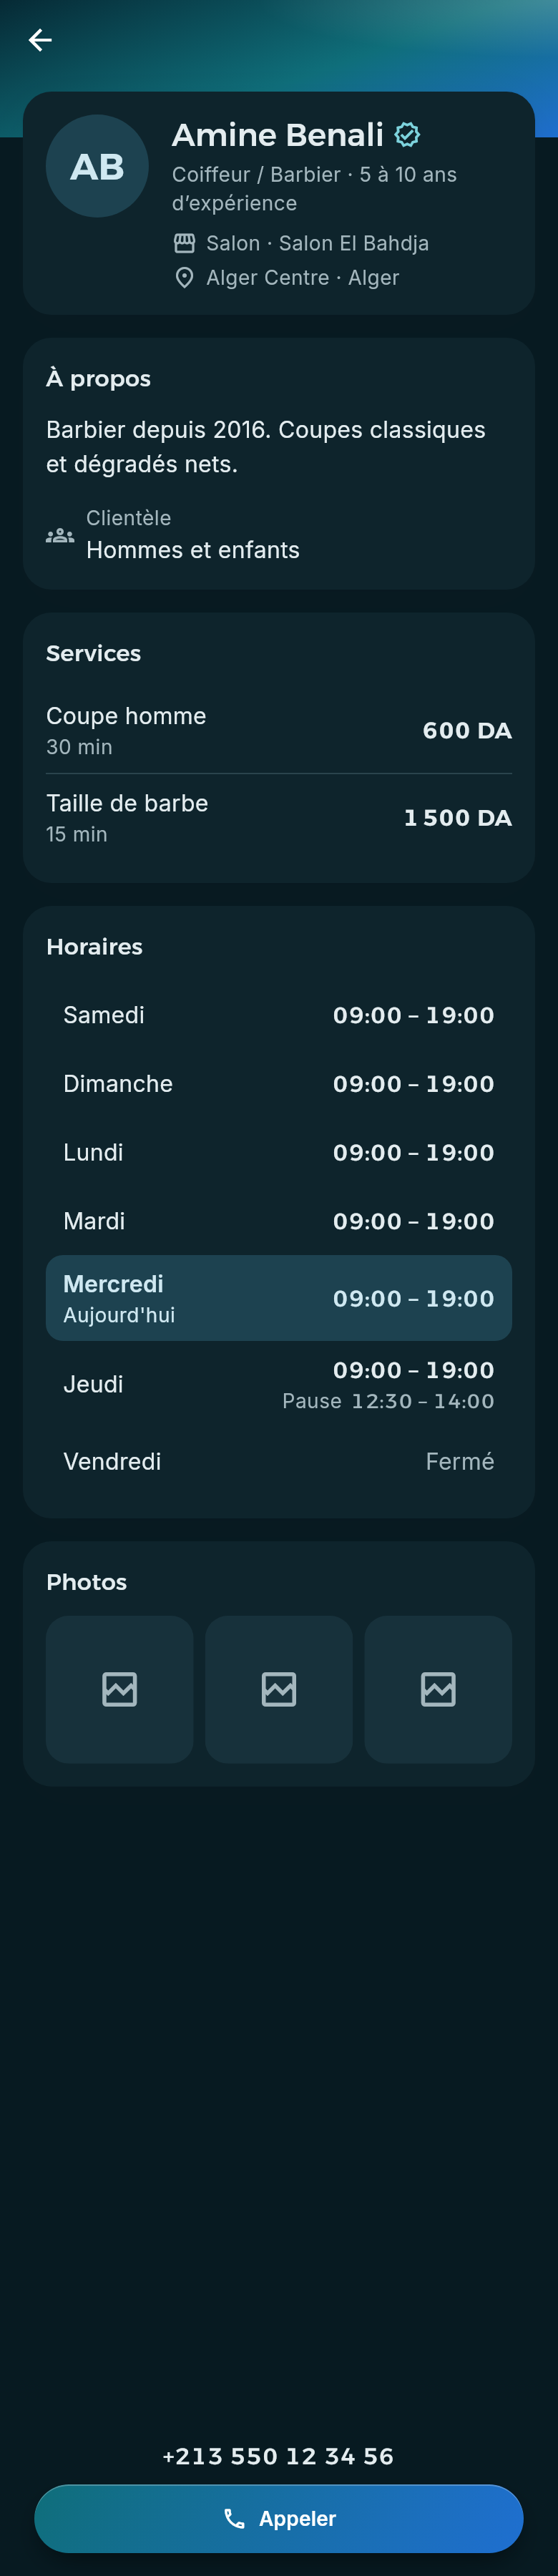 AB
Amine Benali
Coiffeur / Barbier · 5 à 10 ans
d’expérience
Salon · Salon El Bahdja
Alger Centre · Alger
À propos
Barbier depuis 2016. Coupes classiques
et dégradés nets.
Clientèle
Hommes et enfants
Services
Coupe homme
30 min
600 DA
Taille de barbe
15 min
1 500 DA
Horaires
Samedi 09:00 – 19:00
Dimanche 09:00 – 19:00
Lundi 09:00 – 19:00
Mardi 09:00 – 19:00
Mercredi
Aujourd'hui
09:00 – 19:00
Jeudi
09:00 – 19:00
Pause 12:30 – 14:00
Vendredi Fermé
Photos
+213 550 12 34 56
Appeler